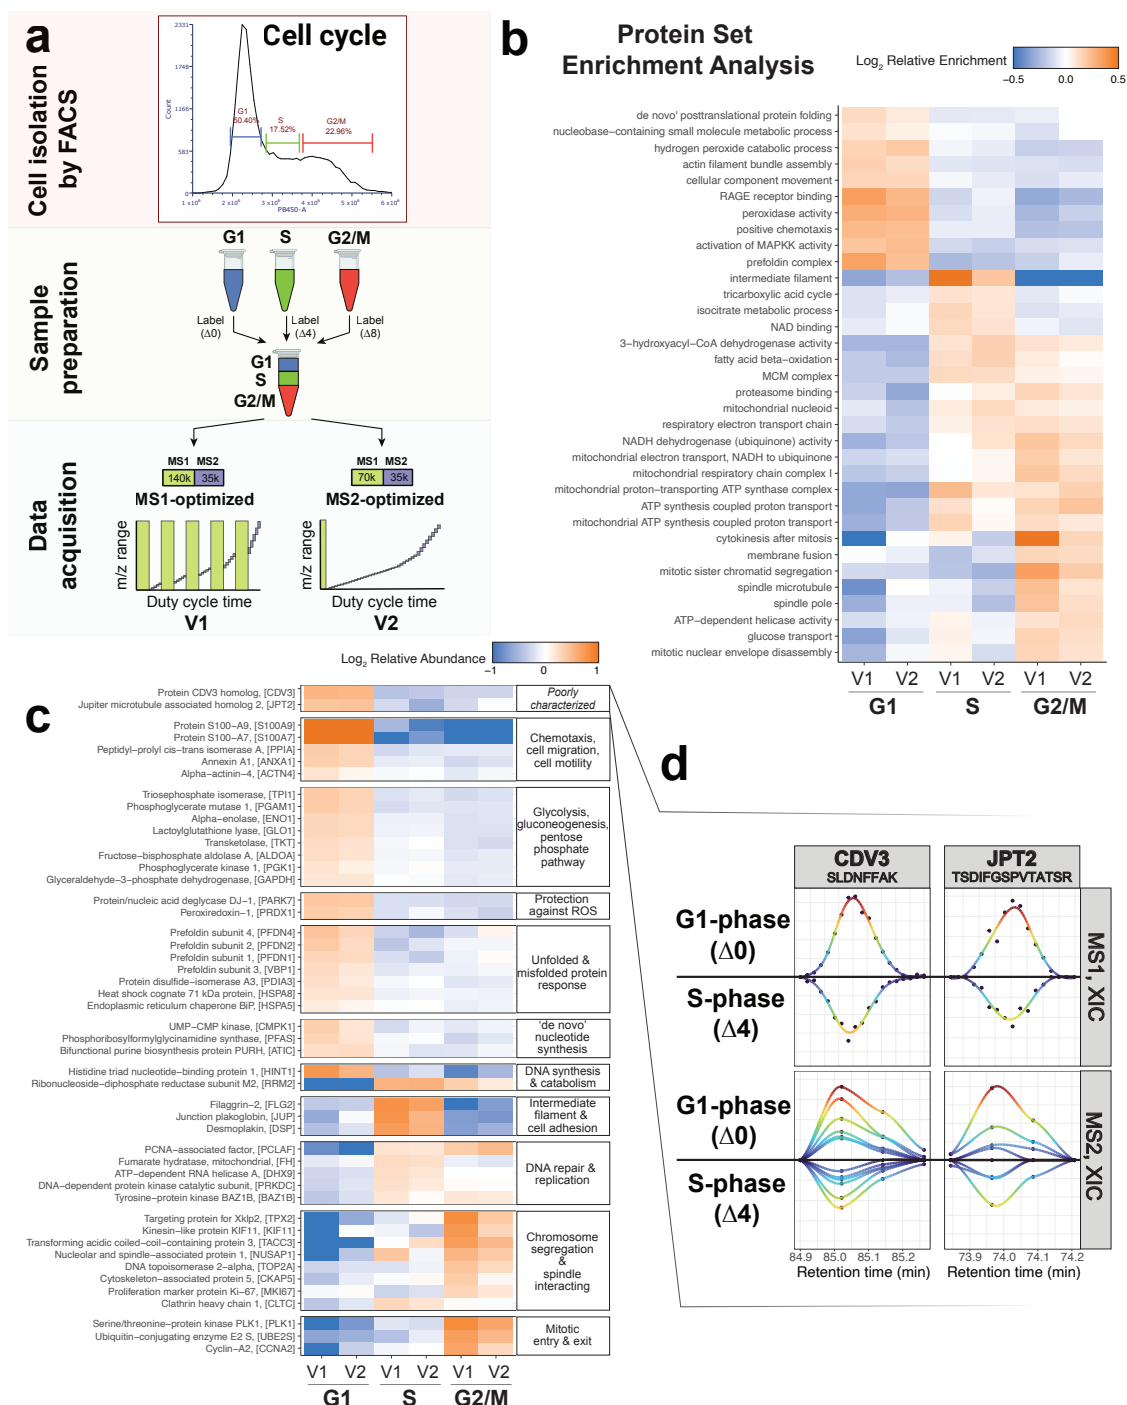 a
Cell isolation
by FACS
Cell cycle
2331
1748
1166
583
0
Count
G1
50.40%
S
17.52%
G2/M
22.96%
1 x10⁶
2 x10⁶
3 x10⁶
4 x10⁶
5 x10⁶
6 x10⁶
PB450-A
Sample
preparation
G1
S
G2/M
Label
(Δ0)
Label
(Δ4)
Label
(Δ8)
G1
S
G2/M
Data
acquisition
MS1 MS2
140k 35k
MS1-optimized
m/z range
Duty cycle time
V1
MS1 MS2
70k 35k
MS2-optimized
m/z range
Duty cycle time
V2
b
Protein Set
Enrichment Analysis
Log₂ Relative Enrichment
−0.5 0.0 0.5
de novo' posttranslational protein folding
nucleobase−containing small molecule metabolic process
hydrogen peroxide catabolic process
actin filament bundle assembly
cellular component movement
RAGE receptor binding
peroxidase activity
positive chemotaxis
activation of MAPKK activity
prefoldin complex
intermediate filament
tricarboxylic acid cycle
isocitrate metabolic process
NAD binding
3−hydroxyacyl−CoA dehydrogenase activity
fatty acid beta−oxidation
MCM complex
proteasome binding
mitochondrial nucleoid
respiratory electron transport chain
NADH dehydrogenase (ubiquinone) activity
mitochondrial electron transport, NADH to ubiquinone
mitochondrial respiratory chain complex I
mitochondrial proton−transporting ATP synthase complex
ATP synthesis coupled proton transport
mitochondrial ATP synthesis coupled proton transport
cytokinesis after mitosis
membrane fusion
mitotic sister chromatid segregation
spindle microtubule
spindle pole
ATP−dependent helicase activity
glucose transport
mitotic nuclear envelope disassembly
V1 V2 V1 V2 V1 V2
G1 S G2/M
c
Log₂ Relative Abundance
−1 0 1
Protein CDV3 homolog, [CDV3]
Jupiter microtubule associated homolog 2, [JPT2]
Poorly
characterized
Protein S100−A9, [S100A9]
Protein S100−A7, [S100A7]
Peptidyl−prolyl cis−trans isomerase A, [PPIA]
Annexin A1, [ANXA1]
Alpha−actinin−4, [ACTN4]
Chemotaxis,
cell migration,
cell motility
Triosephosphate isomerase, [TPI1]
Phosphoglycerate mutase 1, [PGAM1]
Alpha−enolase, [ENO1]
Lactoylglutathione lyase, [GLO1]
Transketolase, [TKT]
Fructose−bisphosphate aldolase A, [ALDOA]
Phosphoglycerate kinase 1, [PGK1]
Glyceraldehyde−3−phosphate dehydrogenase, [GAPDH]
Glycolysis,
gluconeogenesis,
pentose
phosphate
pathway
Protein/nucleic acid deglycase DJ−1, [PARK7]
Peroxiredoxin−1, [PRDX1]
Protection
against ROS
Prefoldin subunit 4, [PFDN4]
Prefoldin subunit 2, [PFDN2]
Prefoldin subunit 1, [PFDN1]
Prefoldin subunit 3, [VBP1]
Protein disulfide−isomerase A3, [PDIA3]
Heat shock cognate 71 kDa protein, [HSPA8]
Endoplasmic reticulum chaperone BiP, [HSPA5]
Unfolded &
misfolded protein
response
UMP−CMP kinase, [CMPK1]
Phosphoribosylformylglycinamidine synthase, [PFAS]
Bifunctional purine biosynthesis protein PURH, [ATIC]
'de novo'
nucleotide
synthesis
Histidine triad nucleotide−binding protein 1, [HINT1]
Ribonucleoside−diphosphate reductase subunit M2, [RRM2]
DNA synthesis
& catabolism
Filaggrin−2, [FLG2]
Junction plakoglobin, [JUP]
Desmoplakin, [DSP]
Intermediate
filament &
cell adhesion
PCNA−associated factor, [PCLAF]
Fumarate hydratase, mitochondrial, [FH]
ATP−dependent RNA helicase A, [DHX9]
DNA−dependent protein kinase catalytic subunit, [PRKDC]
Tyrosine−protein kinase BAZ1B, [BAZ1B]
DNA repair &
replication
Targeting protein for Xklp2, [TPX2]
Kinesin−like protein KIF11, [KIF11]
Transforming acidic coiled−coil−containing protein 3, [TACC3]
Nucleolar and spindle−associated protein 1, [NUSAP1]
DNA topoisomerase 2−alpha, [TOP2A]
Cytoskeleton−associated protein 5, [CKAP5]
Proliferation marker protein Ki−67, [MKI67]
Clathrin heavy chain 1, [CLTC]
Chromosome
segregation
&
spindle
interacting
Serine/threonine−protein kinase PLK1, [PLK1]
Ubiquitin−conjugating enzyme E2 S, [UBE2S]
Cyclin−A2, [CCNA2]
Mitotic
entry & exit
V1 V2 V1 V2 V1 V2
G1 S G2/M
d
CDV3
SLDNFFAK
JPT2
TSDIFGSPVTATSR
G1-phase
(Δ0)
S-phase
(Δ4)
MS1, XIC
G1-phase
(Δ0)
S-phase
(Δ4)
MS2, XIC
84.9 85.0 85.1 85.2
Retention time (min)
73.9 74.0 74.1 74.2
Retention time (min)